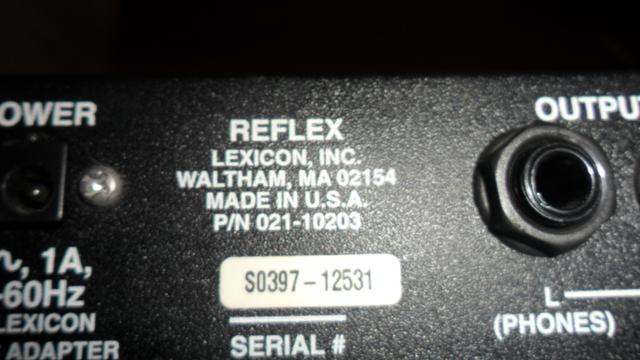 OWER
REFLEX
LEXICON, INC.
WALTHAM, MA 02154
MADE IN U.S.A.
P/N 021-10203
S0397-12531
SERIAL #
, 1A,
-60Hz
LEXICON
ADAPTER
OUTPU
L
(PHONES)